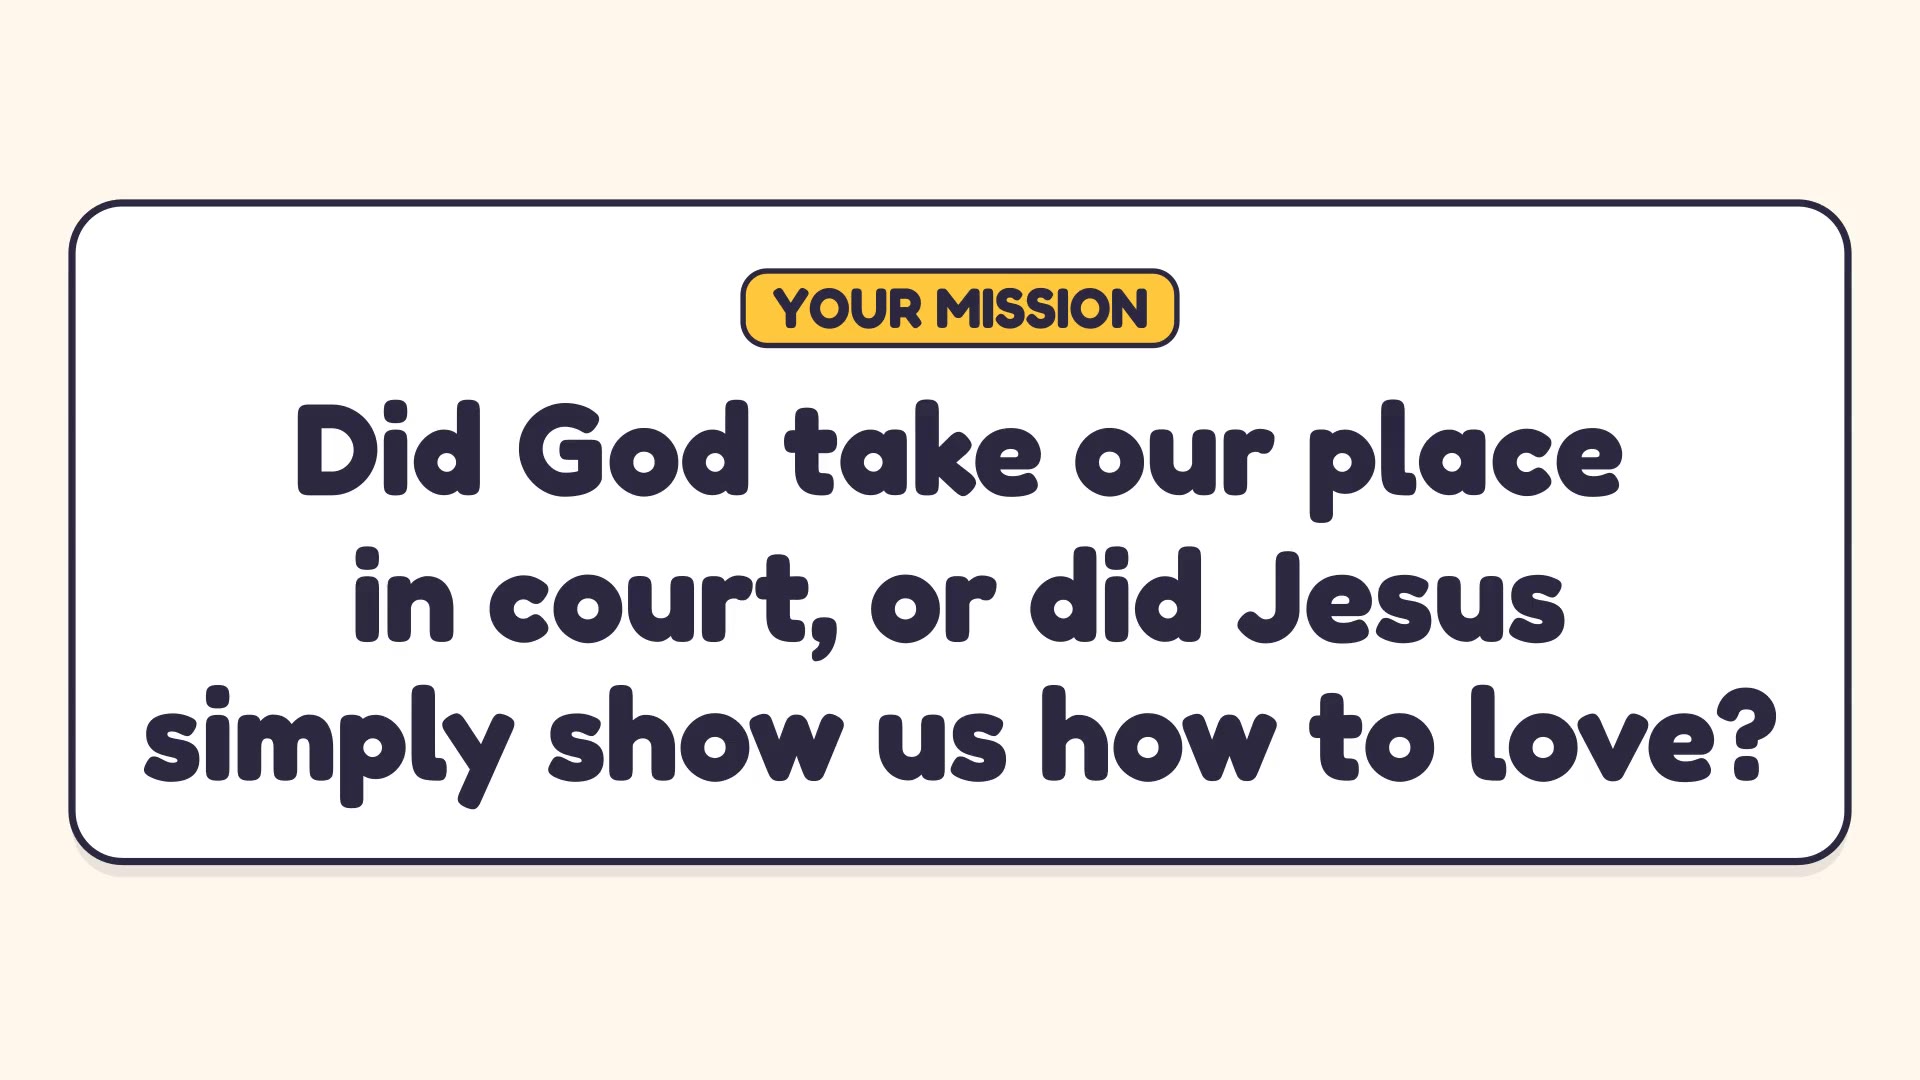 YOUR MISSION
Did God take our place
in court, or did Jesus
simply show us how to love?